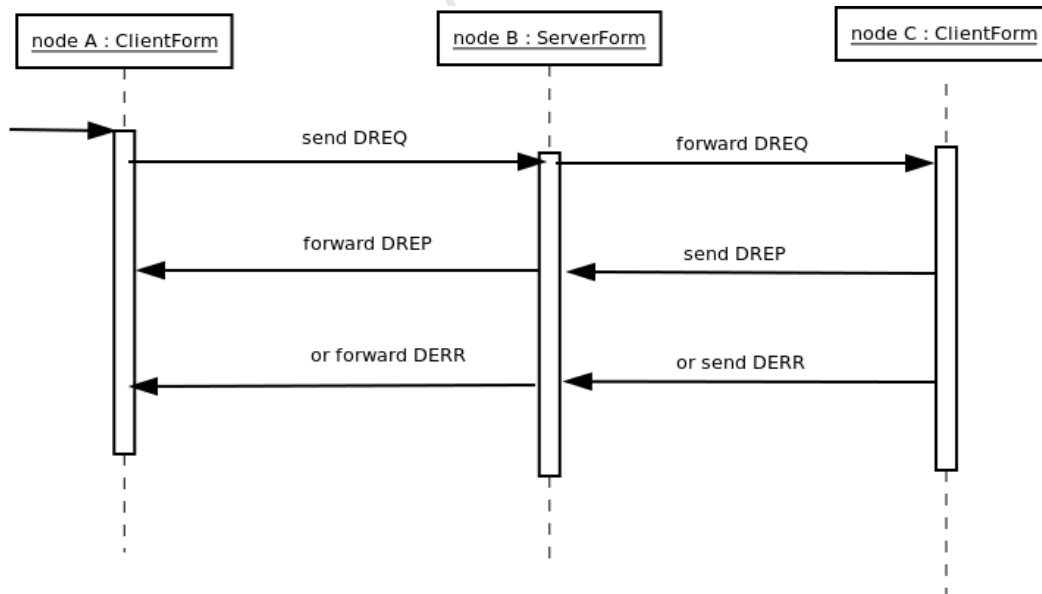 node A : ClientForm
node B : ServerForm
node C : ClientForm
send DREQ
forward DREQ
forward DREP
send DREP
or forward DERR
or send DERR